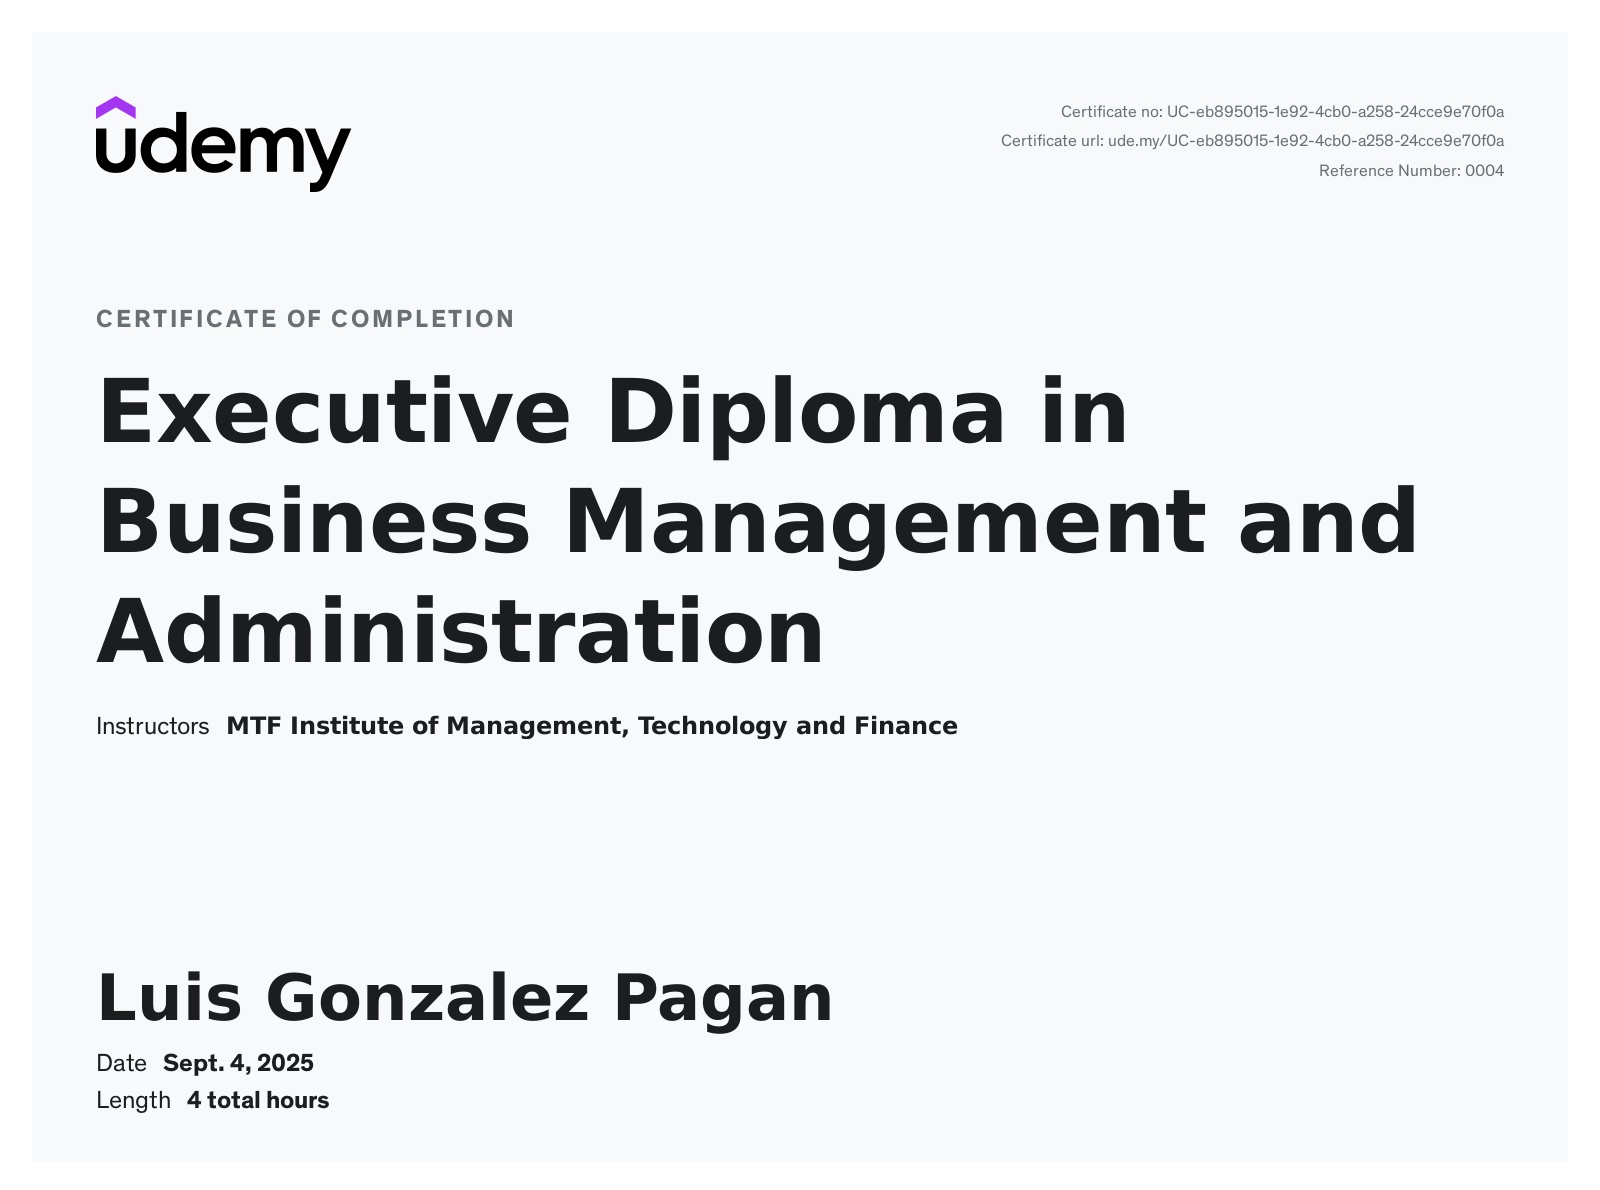 udemy
Certificate no: UC-eb895015-1e92-4cb0-a258-24cce9e70f0a
Certificate url: ude.my/UC-eb895015-1e92-4cb0-a258-24cce9e70f0a
Reference Number: 0004
CERTIFICATE OF COMPLETION
Executive Diploma in
Business Management and
Administration
Instructors MTF Institute of Management, Technology and Finance
Luis Gonzalez Pagan
Date Sept. 4, 2025
Length 4 total hours